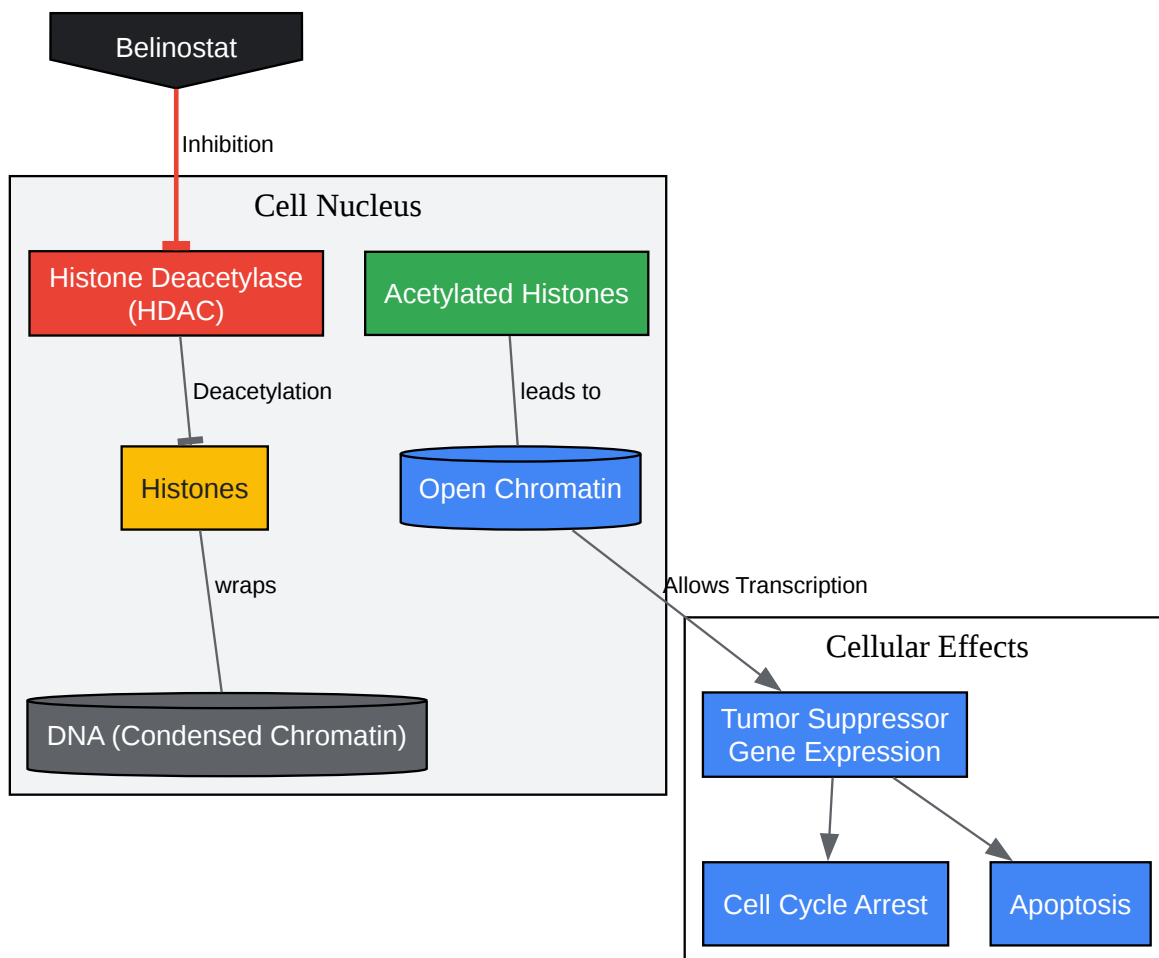 Belinostat
Inhibition
Cell Nucleus
Histone Deacetylase
(HDAC)
Acetylated Histones
Deacetylation
leads to
Histones
Open Chromatin
wraps
Allows Transcription
Cellular Effects
DNA (Condensed Chromatin)
Tumor Suppressor
Gene Expression
Cell Cycle Arrest
Apoptosis